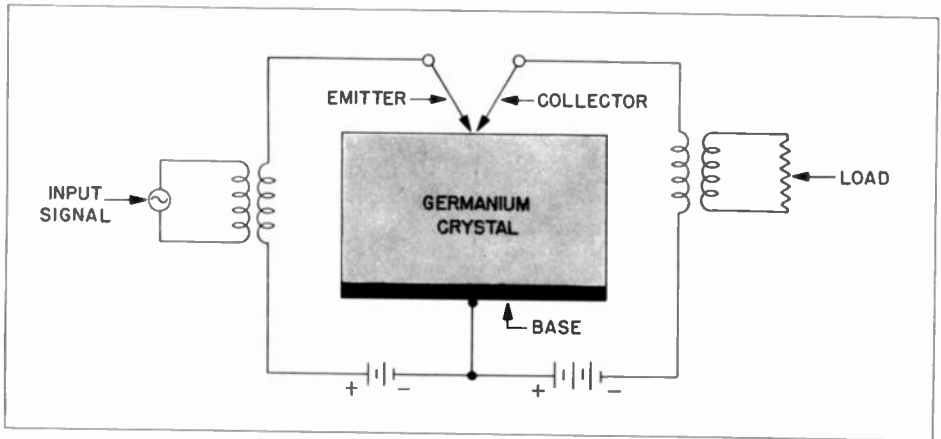 EMITTER
COLLECTOR
INPUT
SIGNAL
GERMANIUM
CRYSTAL
LOAD
BASE
+ - + -